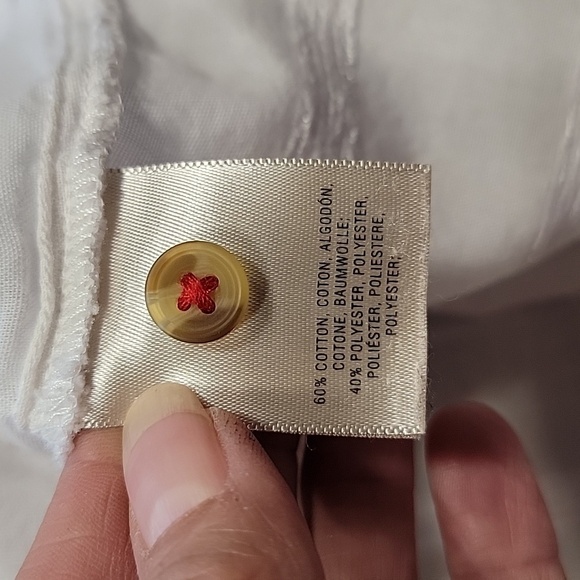 60% COTTON, COTON, ALGODÓN,
COTONE, BAUMWOLLE;
40% POLYESTER, POLYESTER,
POLIÉSTER, POLIESTERE,
POLYESTER;